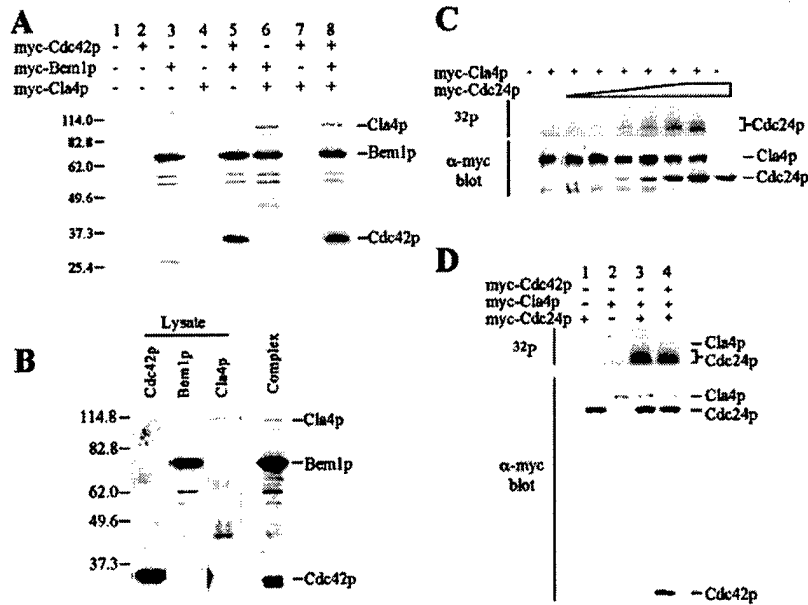 A
1 2 3 4 5 6 7 8
myc-Cdc42p - + - - + - + +
myc-Bem1p - - + - + + - +
myc-Cla4p - - - + - + + +
114.0
82.8
62.0
49.6
37.3
25.4
Cla4p
Bem1p
Cdc42p
B
Lysate
Cdc42p
Bem1p
Cla4p
Complex
114.8
82.8
62.0
49.6
37.3
Cla4p
Bem1p
Cdc42p
C
myc-Cla4p - + + + + + + -
myc-Cdc24p
32p
Cdc24p
α-myc
blot
Cla4p
Cdc24p
D
1 2 3 4
myc-Cdc42p - - - +
myc-Cla4p - + + +
myc-Cdc24p + - + +
32p
Cla4p
Cdc24p
Cla4p
Cdc24p
α-myc
blot
Cdc42p